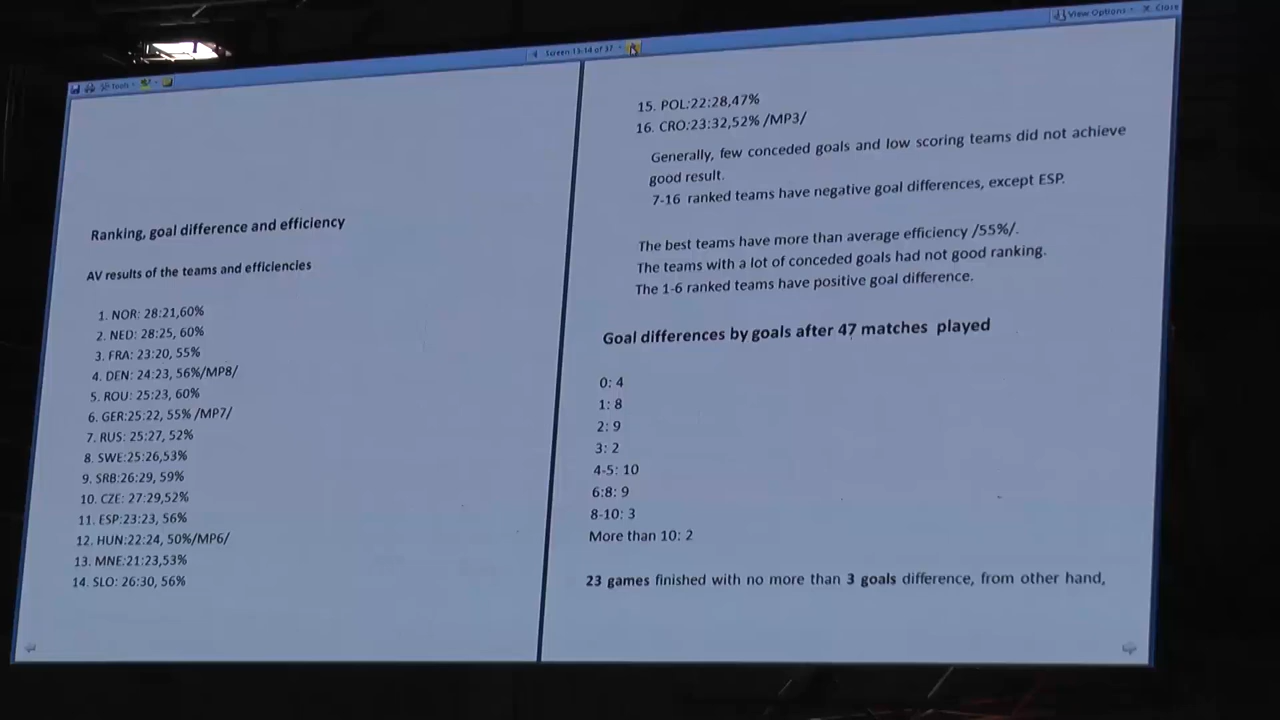 Tools
Screen 13-14 of 37
View Options
Close
Ranking, goal difference and efficiency
AV results of the teams and efficiencies
1. NOR: 28:21,60%
2. NED: 28:25, 60%
3. FRA: 23:20, 55%
4. DEN: 24:23, 56%/MP8/
5. ROU: 25:23, 60%
6. GER:25:22, 55% /MP7/
7. RUS: 25:27, 52%
8. SWE:25:26,53%
9. SRB:26:29, 59%
10. CZE: 27:29,52%
11. ESP:23:23, 56%
12. HUN:22:24, 50%/MP6/
13. MNE:21:23,53%
14. SLO: 26:30, 56%
15. POL:22:28,47%
16. CRO:23:32,52% /MP3/
Generally, few conceded goals and low scoring teams did not achieve
good result.
7-16 ranked teams have negative goal differences, except ESP.
The best teams have more than average efficiency /55%/.
The teams with a lot of conceded goals had not good ranking.
The 1-6 ranked teams have positive goal difference.
Goal differences by goals after 47 matches played
0: 4
1: 8
2: 9
3: 2
4-5: 10
6:8: 9
8-10: 3
More than 10: 2
23 games finished with no more than 3 goals difference, from other hand,